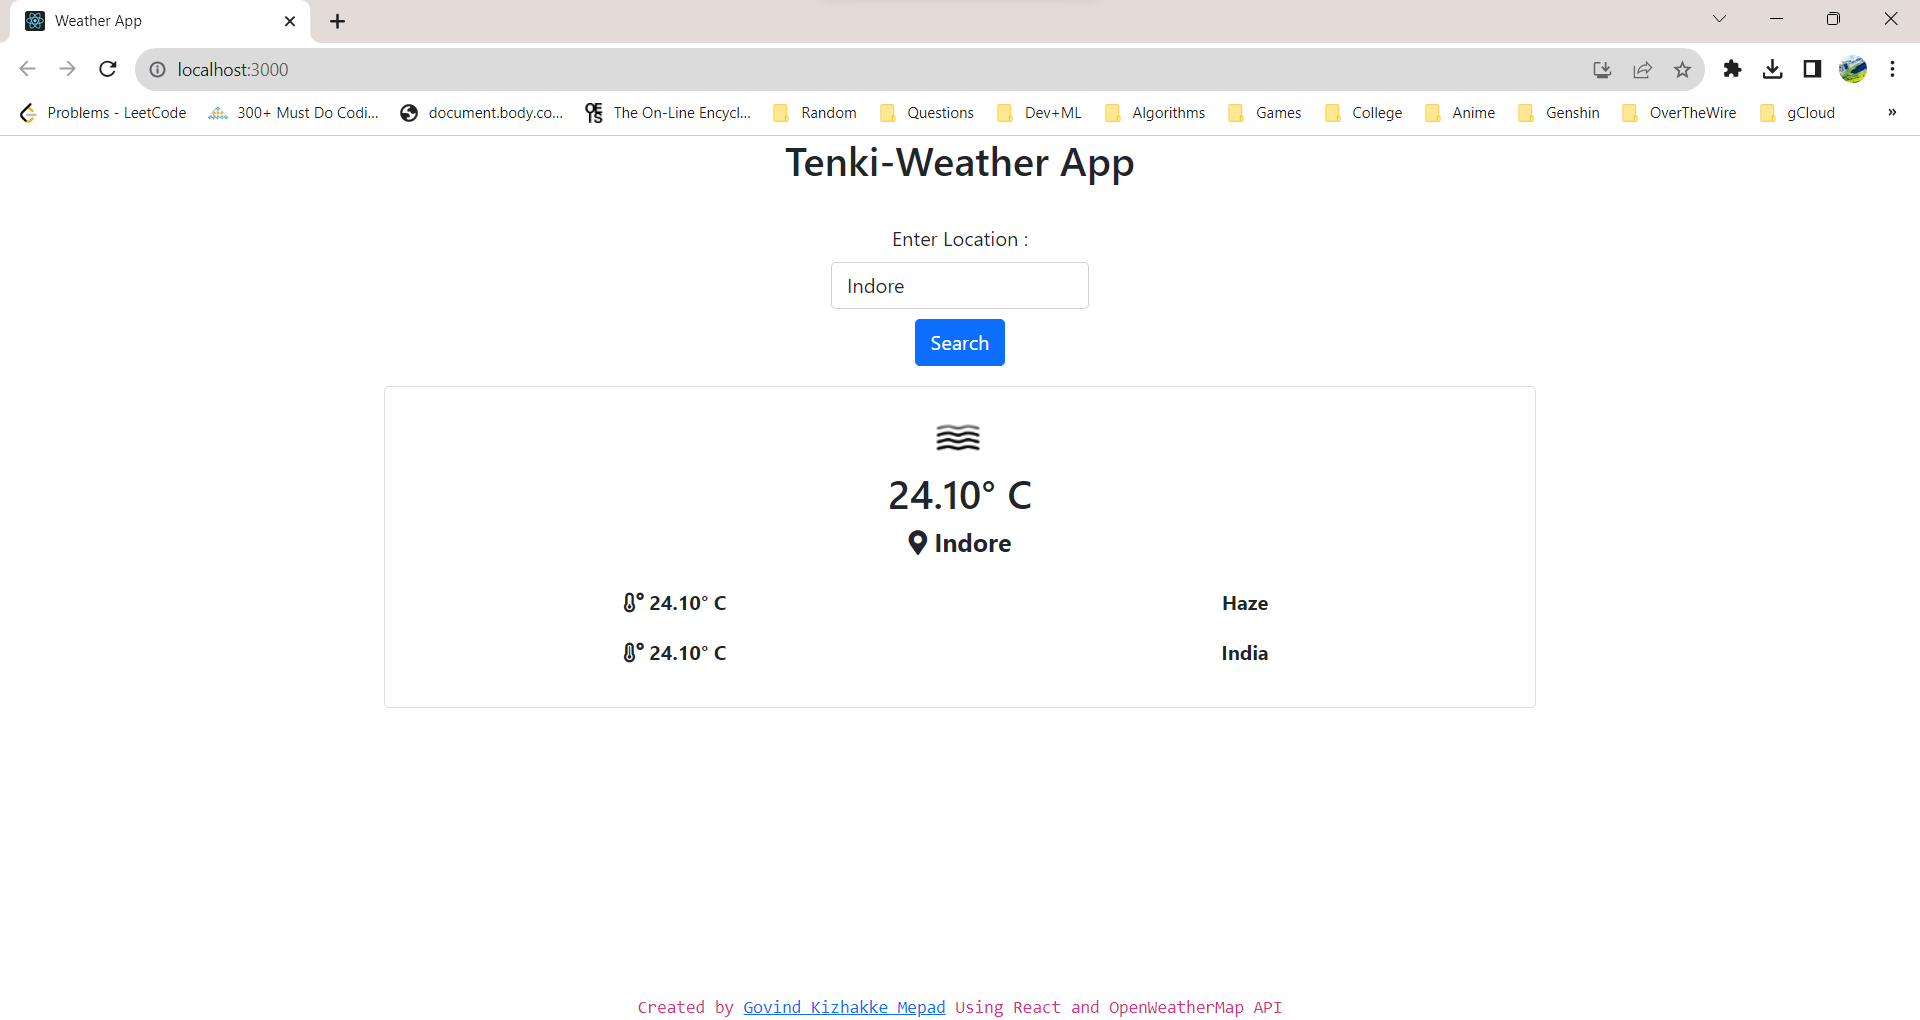 Weather App
localhost:3000
Problems - LeetCode 300+ Must Do Codi... document.body.co... The On-Line Encycl... Random Questions Dev+ML Algorithms Games College Anime Genshin OverTheWire gCloud »
Tenki-Weather App
Enter Location :
Indore
Search
24.10° C
Indore
24.10° C Haze
24.10° C India
Created by Govind Kizhakke Mepad Using React and OpenWeatherMap API